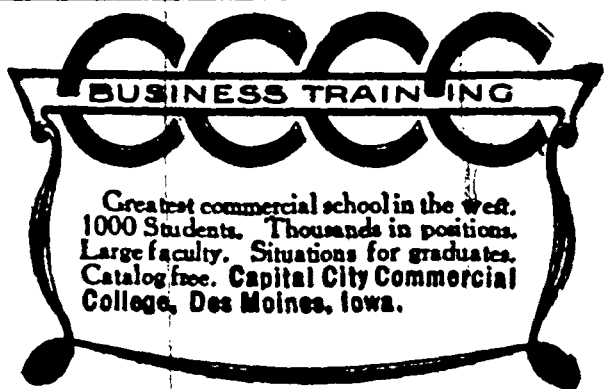 CCCC
BUSINESS TRAINING
Greatest commercial school in the west.
1000 Students. Thousands in positions.
Large faculty. Situations for graduates.
Catalog free. Capital City Commercial
College, Des Moines, Iowa.